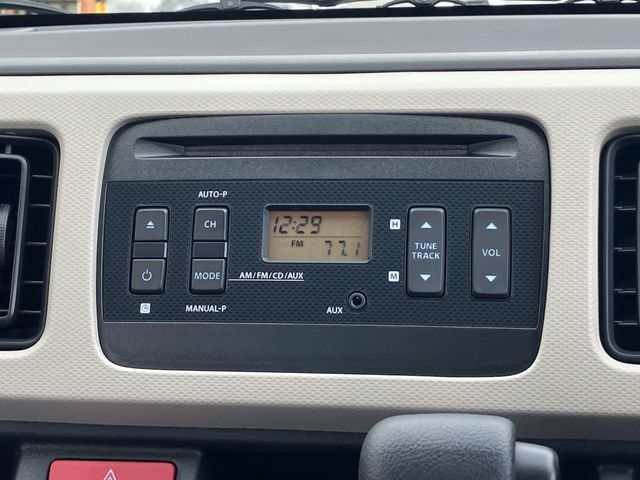 AUTO-P
CH
MODE
MANUAL-P
AM/FM/CD/AUX
12:29
FM
77.1
AUX
H
M
TUNE
TRACK
VOL